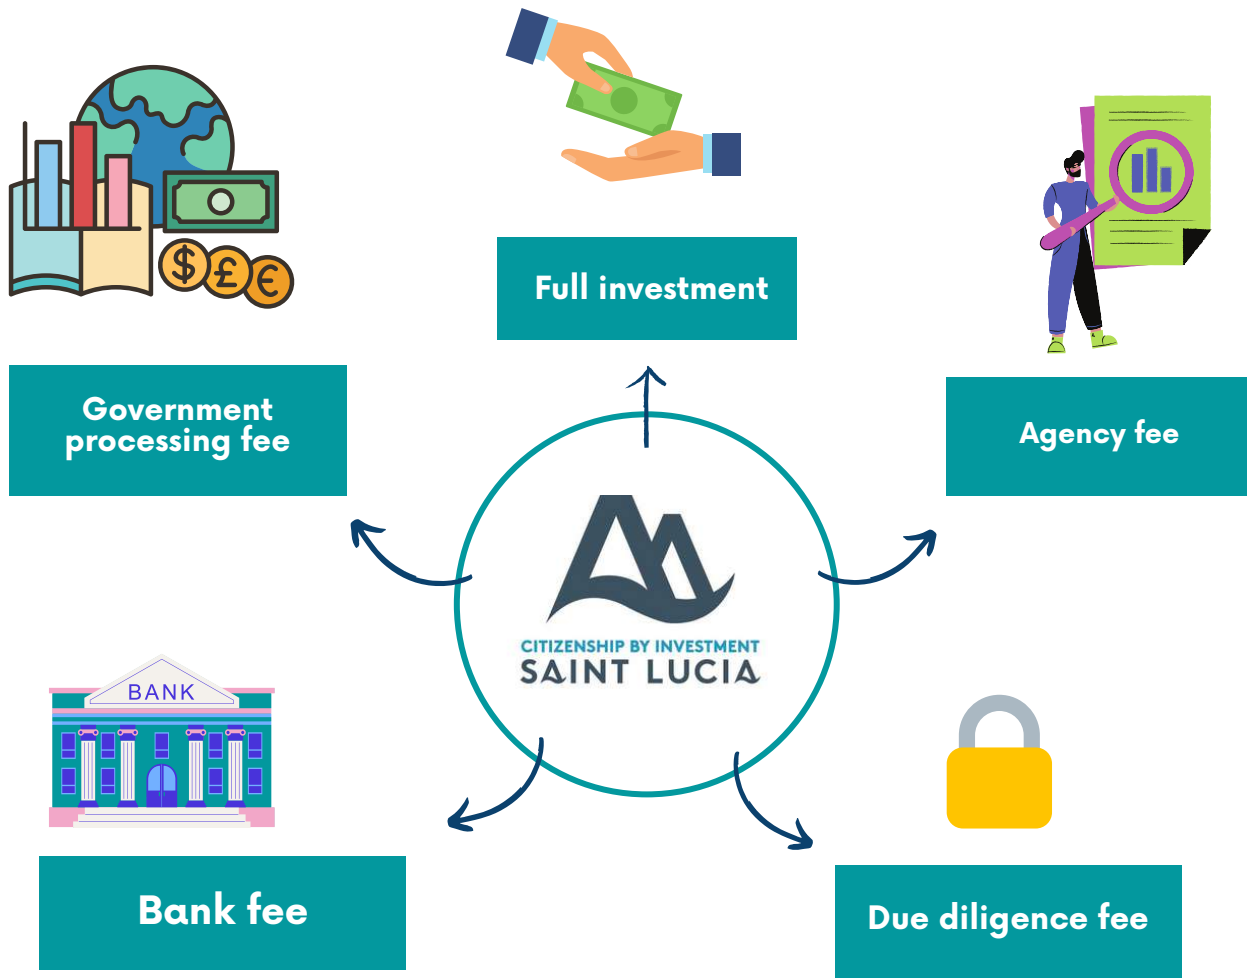 Full investment
Government
processing fee
Agency fee
CITIZENSHIP BY INVESTMENT
SAINT LUCIA
BANK
Bank fee
Due diligence fee
$ £ €